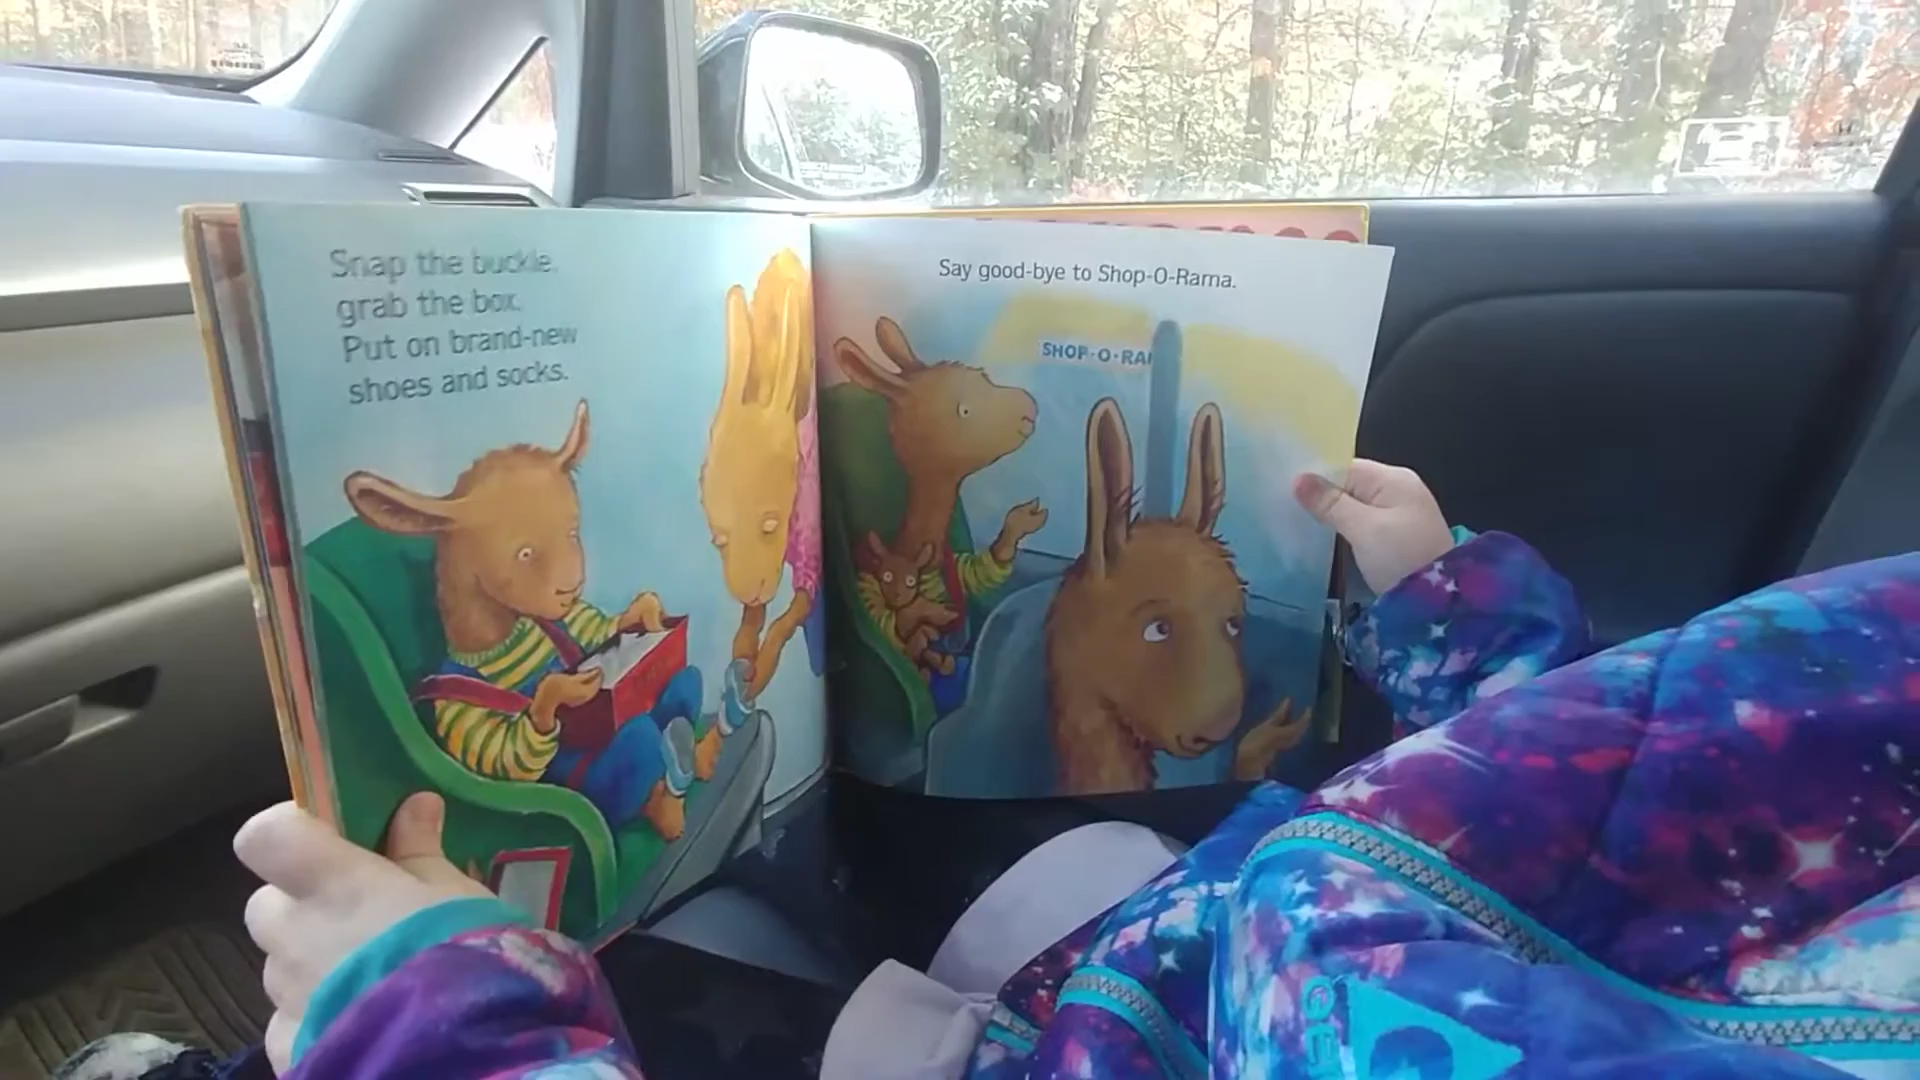 Snap the buckle,
grab the box.
Put on brand-new
shoes and socks.
Say good-bye to Shop-O-Rama.
SHOP-O-RA